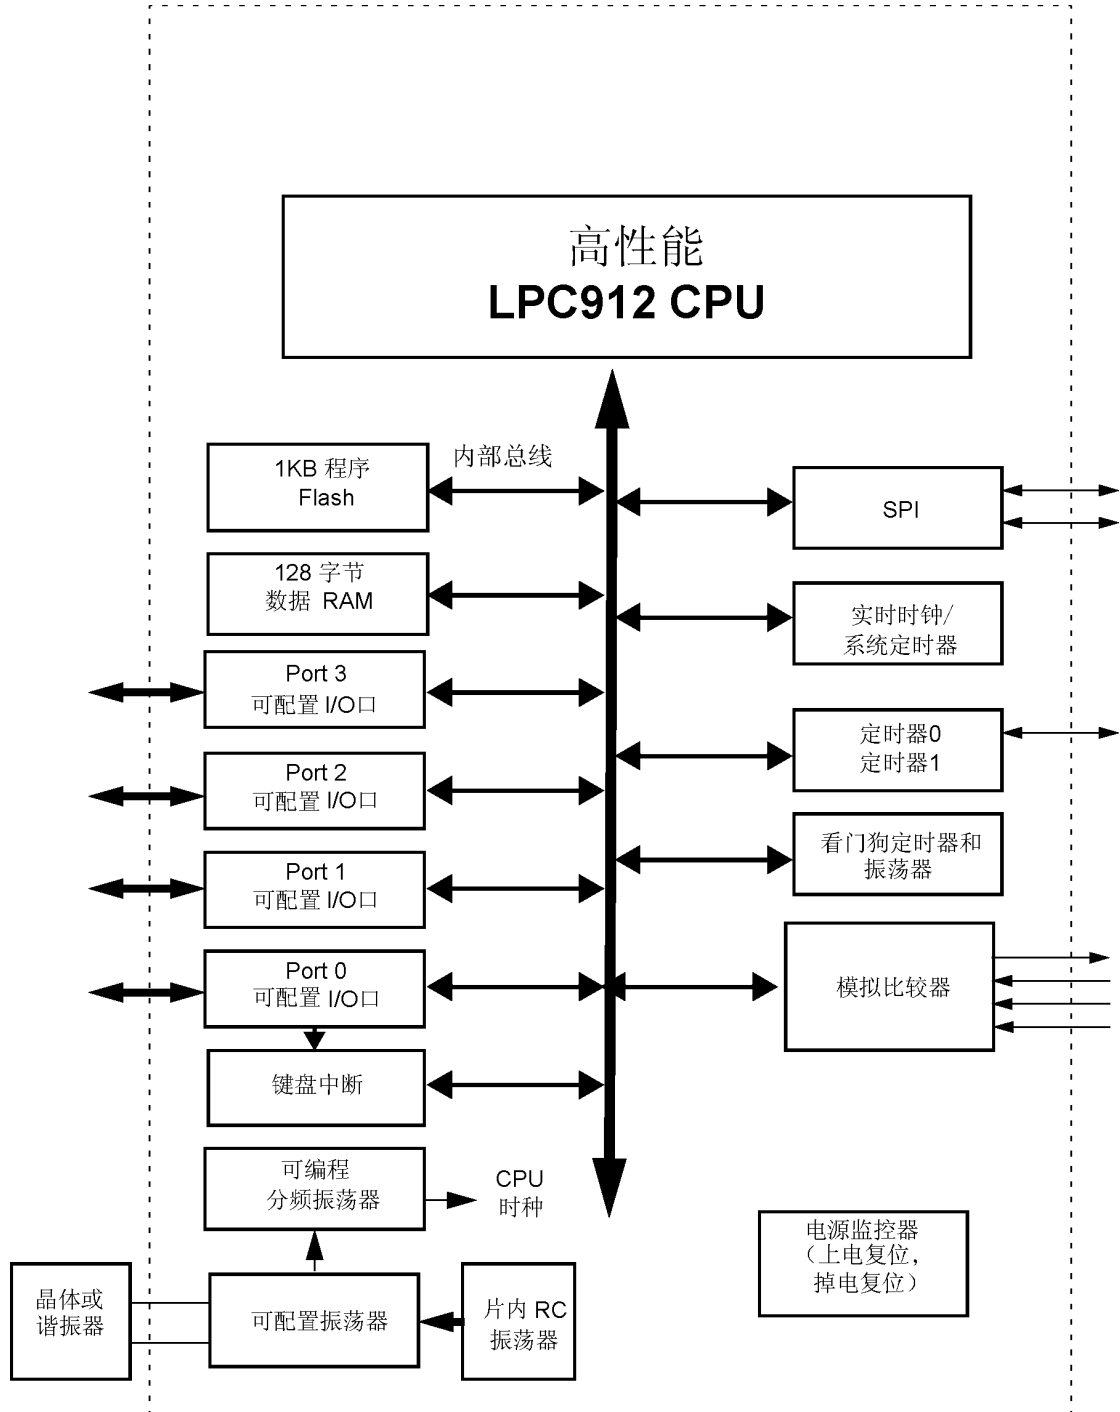 高性能
LPC912 CPU
内部总线
1KB 程序
Flash
128 字节
数据 RAM
Port 3
可配置 I/O口
Port 2
可配置 I/O口
Port 1
可配置 I/O口
Port 0
可配置 I/O口
键盘中断
可编程
分频振荡器
CPU
时种
晶体或
谐振器
可配置振荡器
片内 RC
振荡器
SPI
实时时钟/
系统定时器
定时器0
定时器1
看门狗定时器和
振荡器
模拟比较器
电源监控器
（上电复位，
掉电复位）